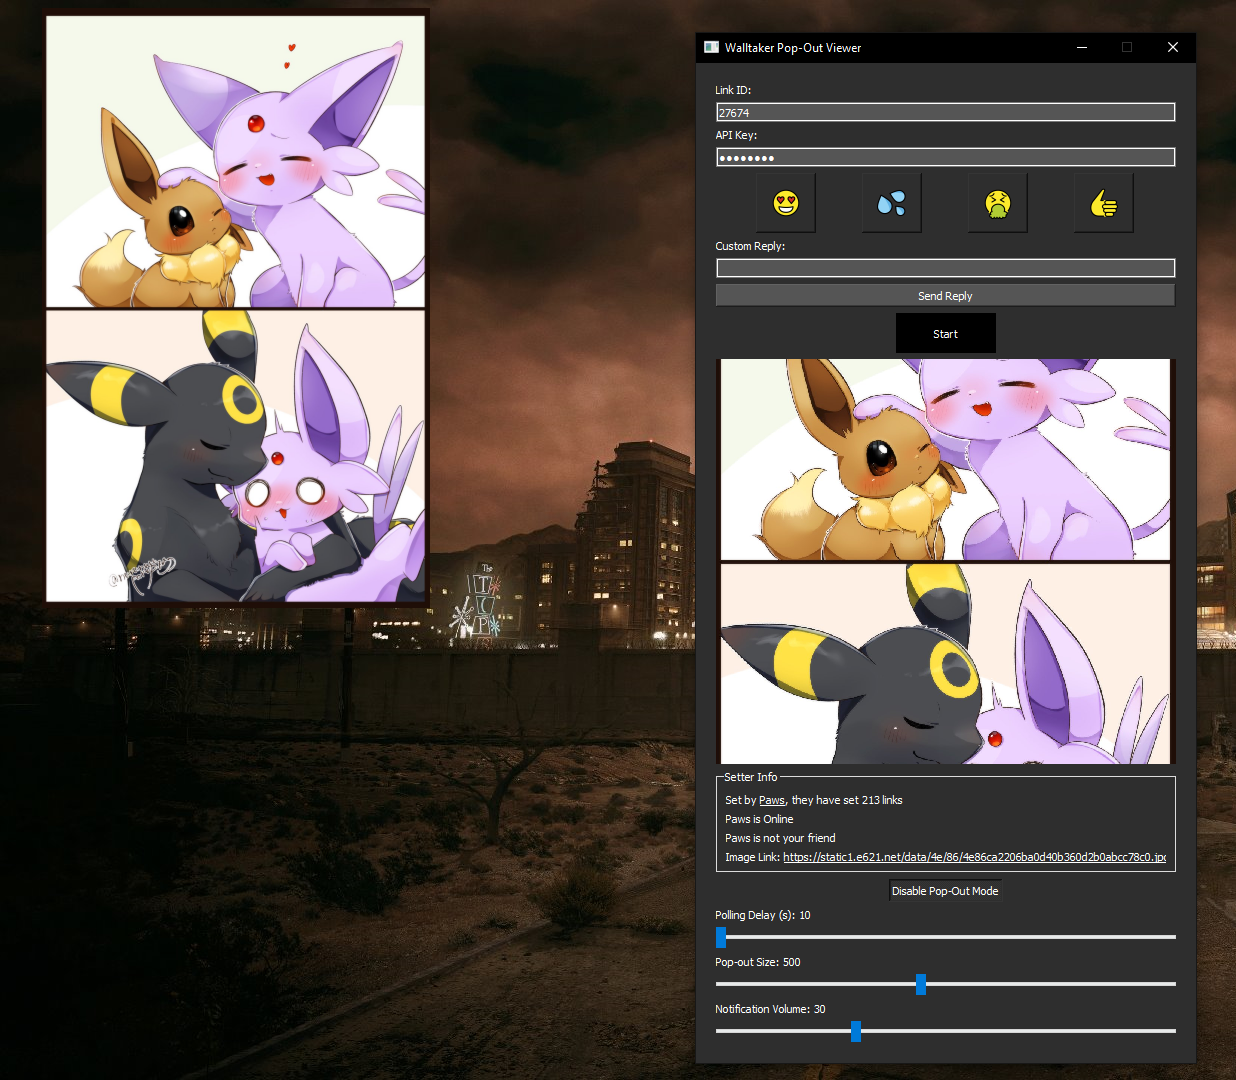 Walltaker Pop-Out Viewer
Link ID:
27674
API Key:
●●●●●●●●
Custom Reply:
Send Reply
Start
Setter Info
Set by Paws, they have set 213 links
Paws is Online
Paws is not your friend
Image Link: https://static1.e621.net/data/4e/86/4e86ca2206ba0d40b360d2b0abcc78c0.jpg
Disable Pop-Out Mode
Polling Delay (s): 10
Pop-out Size: 500
Notification Volume: 30
The